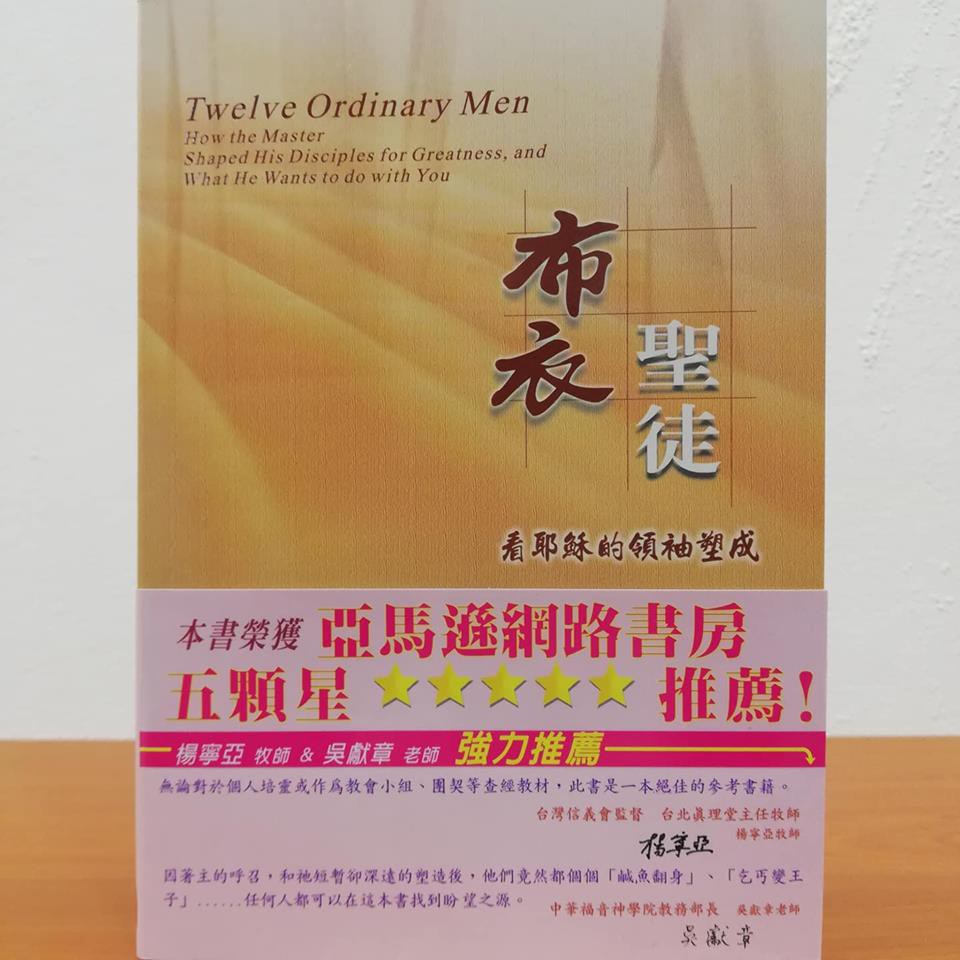 Twelve Ordinary Men
How the Master
Shaped His Disciples for Greatness, and
What He Wants to do with You
布衣
聖徒
看耶穌的領袖塑成
本書榮獲 亞馬遜網路書房
五顆星 ★★★★★ 推薦!
楊寧亞 牧師 & 吳獻章 老師 強力推薦
無論對於個人培靈或作爲教會小組、團契等查經教材,此書是一本絕佳的參考書籍。
台灣信義會監督 台北眞理堂主任牧師
楊寧亞牧師
楊寧亞
因著主的呼召,和祂短暫卻深遠的塑造後,他們竟然都個個「鹹魚翻身」、「乞丐變王
子」……任何人都可以在這本書找到盼望之源。
中華福音神學院教務部長 吳獻章老師
吳獻章